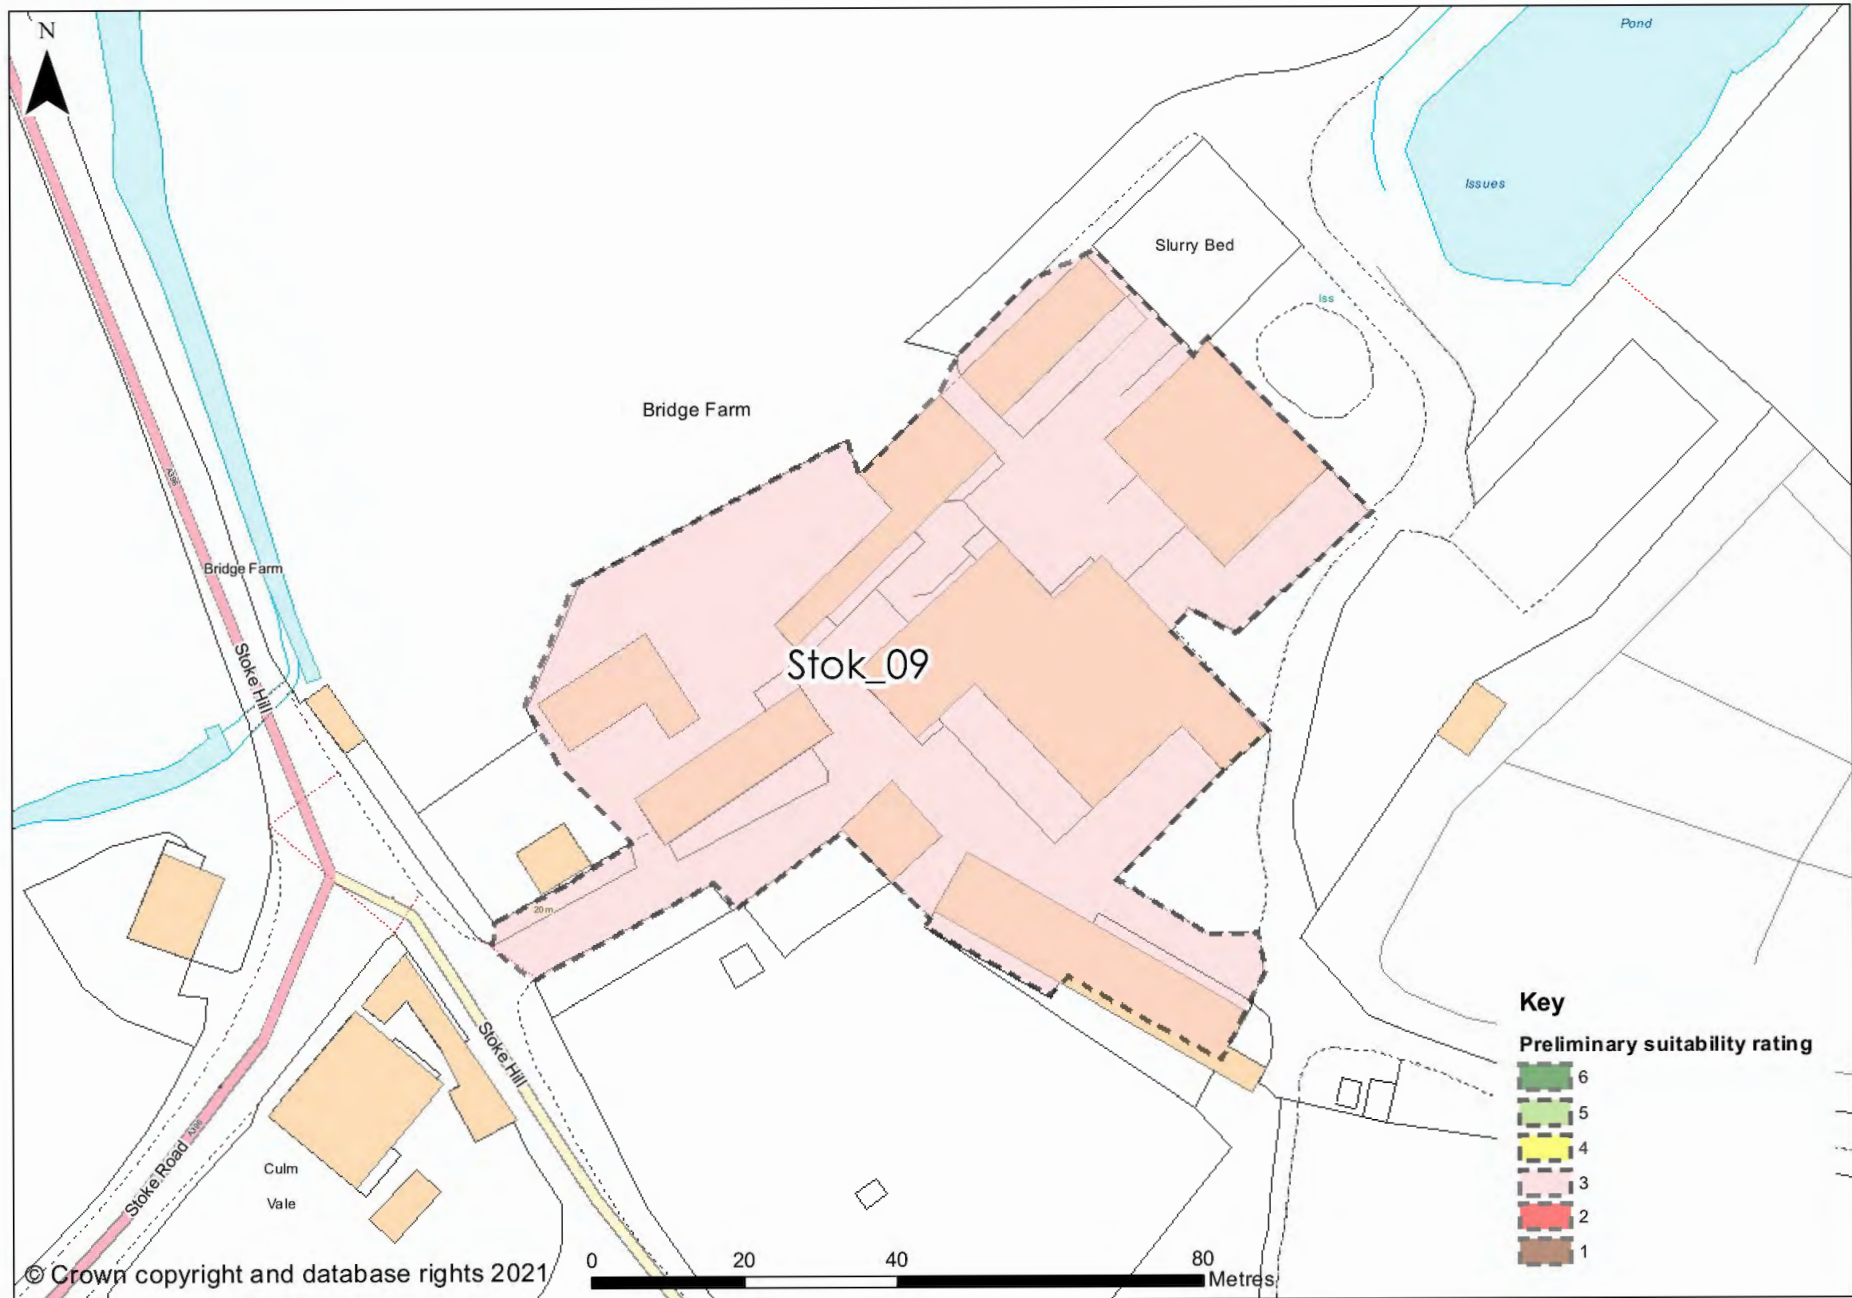 N
Pond
Issues
Slurry Bed
Iss
Bridge Farm
A396
Bridge Farm
Stoke Hill
Stok_09
20m
Stoke Hill
Stoke Road
A396
Culm
Vale
Key
Preliminary suitability rating
6
5
4
3
2
1
0 20 40 80
Metres
© Crown copyright and database rights 2021